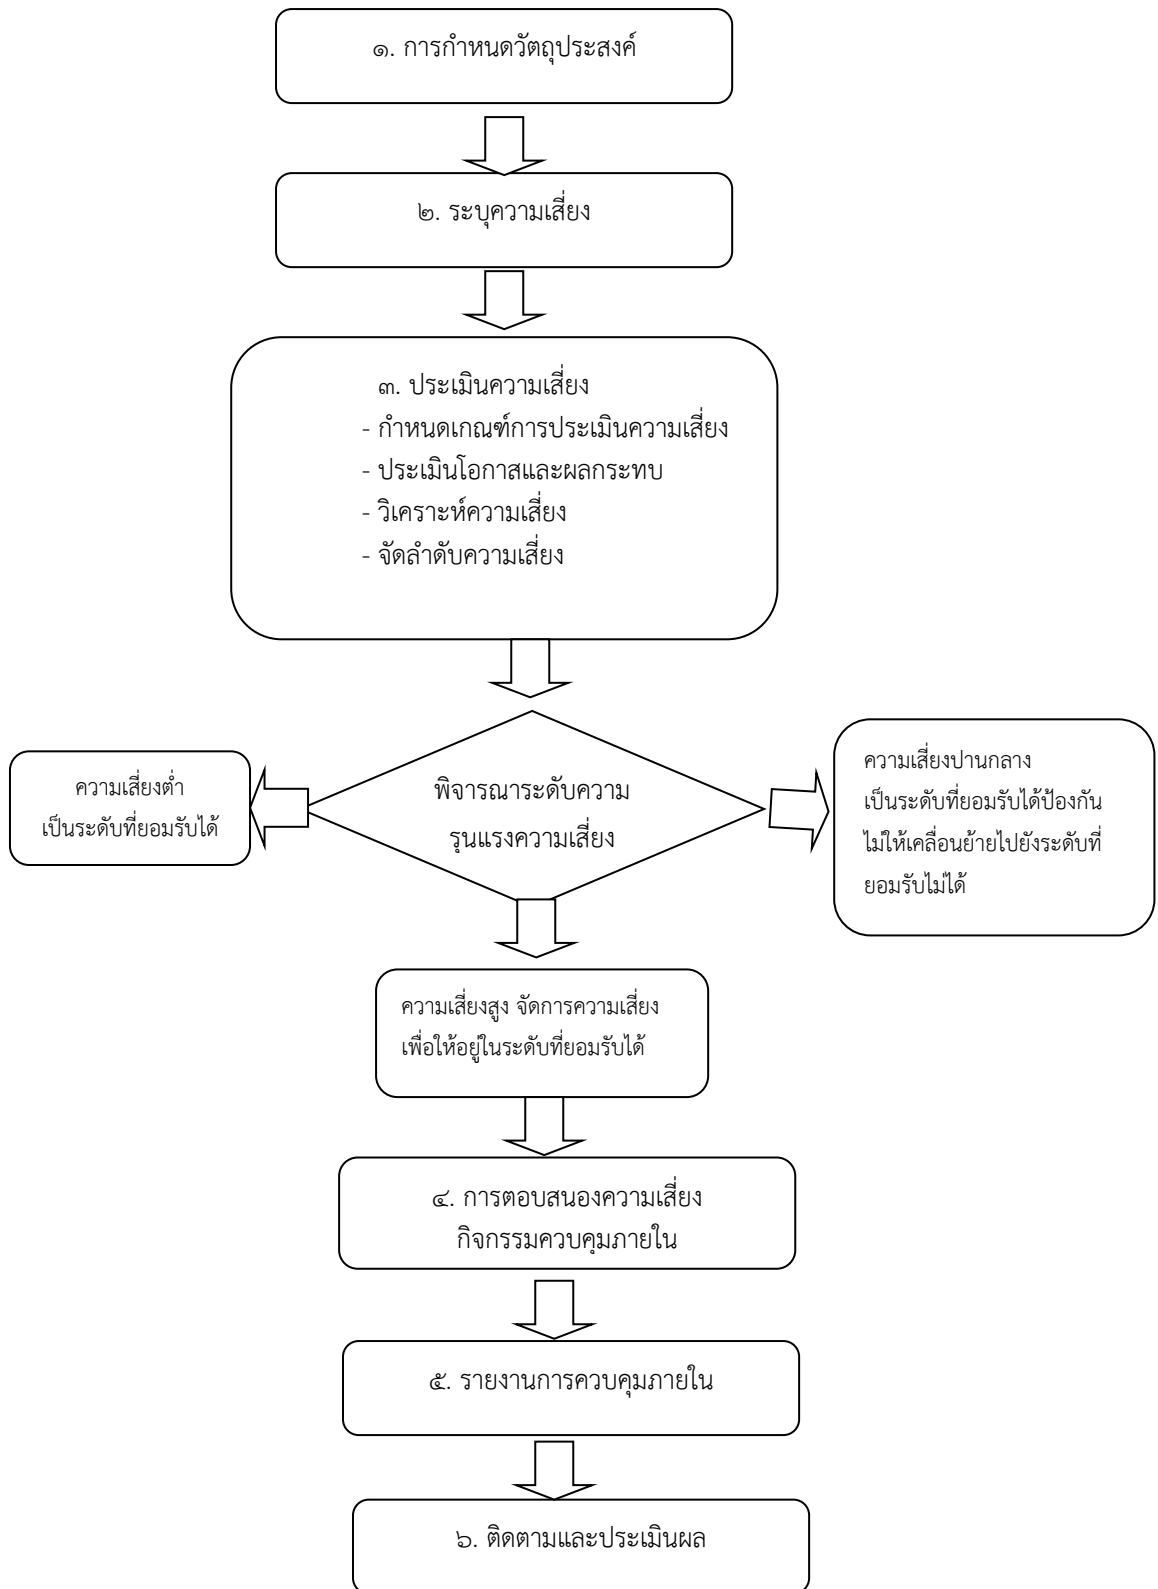 ๑. การกำหนดวัตถุประสงค์
๒. ระบุความเสี่ยง
๓. ประเมินความเสี่ยง
- กำหนดเกณฑ์การประเมินความเสี่ยง
- ประเมินโอกาสและผลกระทบ
- วิเคราะห์ความเสี่ยง
- จัดลำดับความเสี่ยง
พิจารณาระดับความ
รุนแรงความเสี่ยง
ความเสี่ยงต่ำ
เป็นระดับที่ยอมรับได้
ความเสี่ยงปานกลาง
เป็นระดับที่ยอมรับได้ป้องกัน
ไม่ให้เคลื่อนย้ายไปยังระดับที่
ยอมรับไม่ได้
ความเสี่ยงสูง จัดการความเสี่ยง
เพื่อให้อยู่ในระดับที่ยอมรับได้
๔. การตอบสนองความเสี่ยง
กิจกรรมควบคุมภายใน
๕. รายงานการควบคุมภายใน
๖. ติดตามและประเมินผล